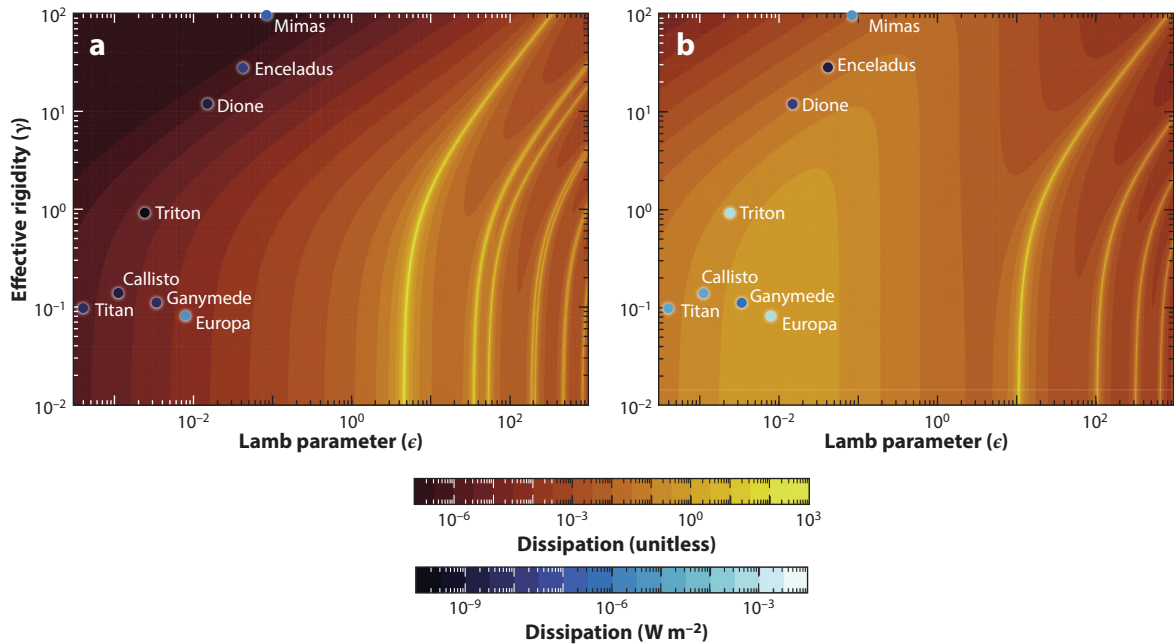 a
Effective rigidity (γ)
10²
10¹
10⁰
10⁻¹
10⁻²
Mimas
Enceladus
Dione
Triton
Callisto
Ganymede
Titan
Europa
10⁻² 10⁰ 10²
Lamb parameter (ϵ)
b
10²
10¹
10⁰
10⁻¹
10⁻²
Mimas
Enceladus
Dione
Triton
Callisto
Ganymede
Titan
Europa
10⁻² 10⁰ 10²
Lamb parameter (ϵ)
10⁻⁶ 10⁻³ 10⁰ 10³
Dissipation (unitless)
10⁻⁹ 10⁻⁶ 10⁻³
Dissipation (W m⁻²)